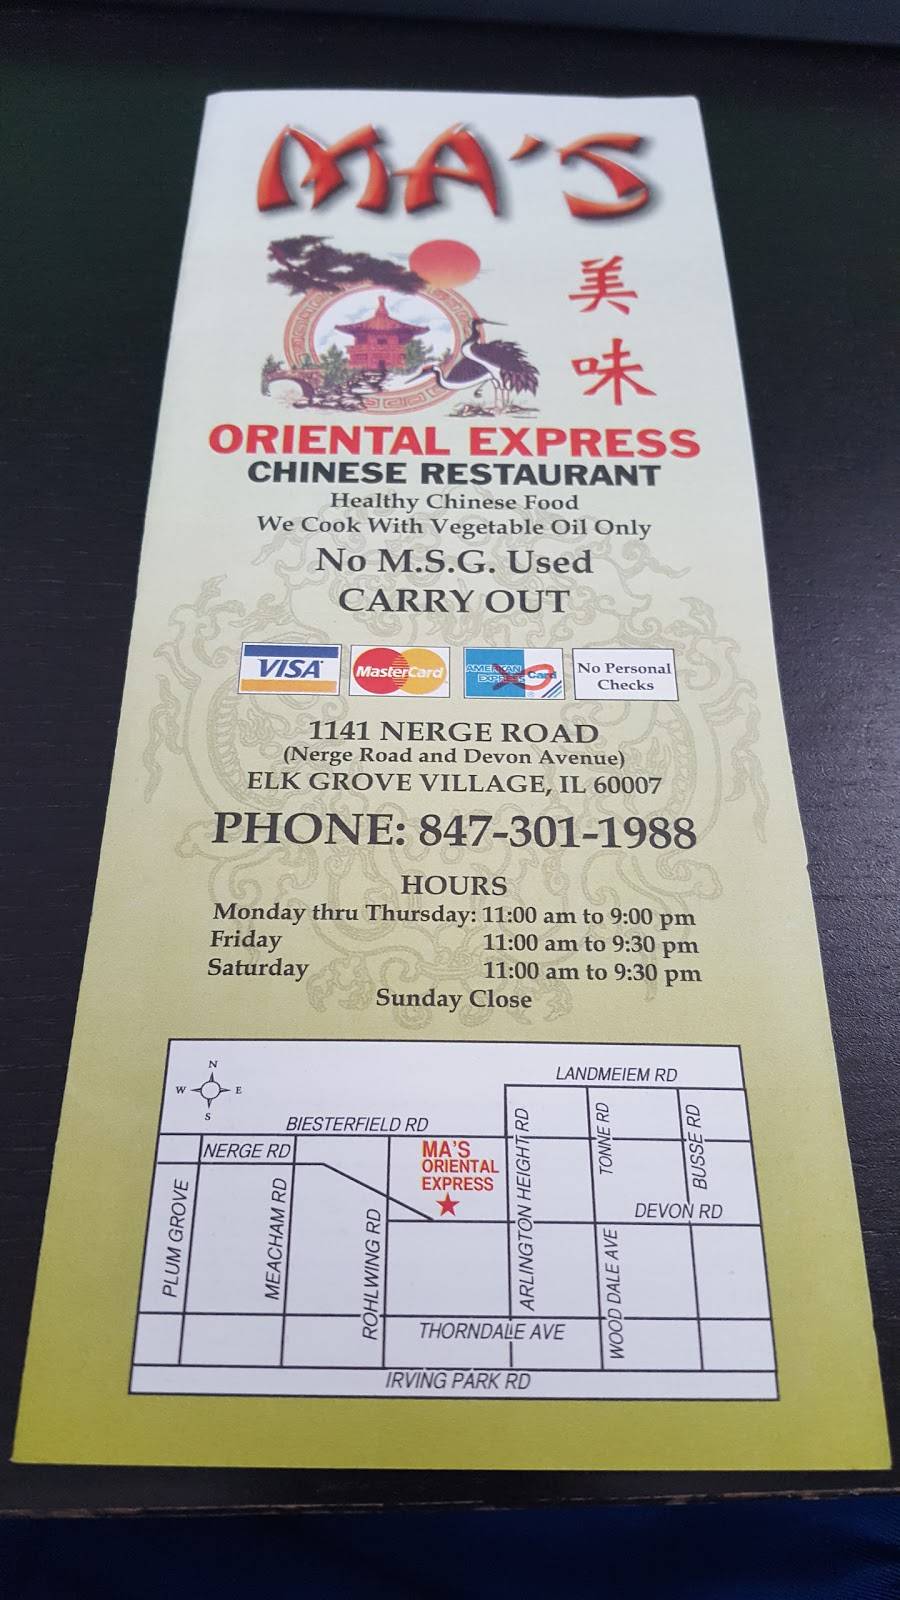 MA'S
美
味
ORIENTAL EXPRESS
CHINESE RESTAURANT
Healthy Chinese Food
We Cook With Vegetable Oil Only
No M.S.G. Used
CARRY OUT
VISA
MasterCard
AMERICAN EXPRESS Card
No Personal
Checks
1141 NERGE ROAD
(Nerge Road and Devon Avenue)
ELK GROVE VILLAGE, IL 60007
PHONE: 847-301-1988
HOURS
Monday thru Thursday: 11:00 am to 9:00 pm
Friday 11:00 am to 9:30 pm
Saturday 11:00 am to 9:30 pm
Sunday Close
N
W E
S
LANDMEIEM RD
BIESTERFIELD RD
NERGE RD
MA'S
ORIENTAL
EXPRESS
PLUM GROVE
MEACHAM RD
ROHLWING RD
ARLINGTON HEIGHT RD
TONNE RD
BUSSE RD
DEVON RD
WOOD DALE AVE
THORNDALE AVE
IRVING PARK RD